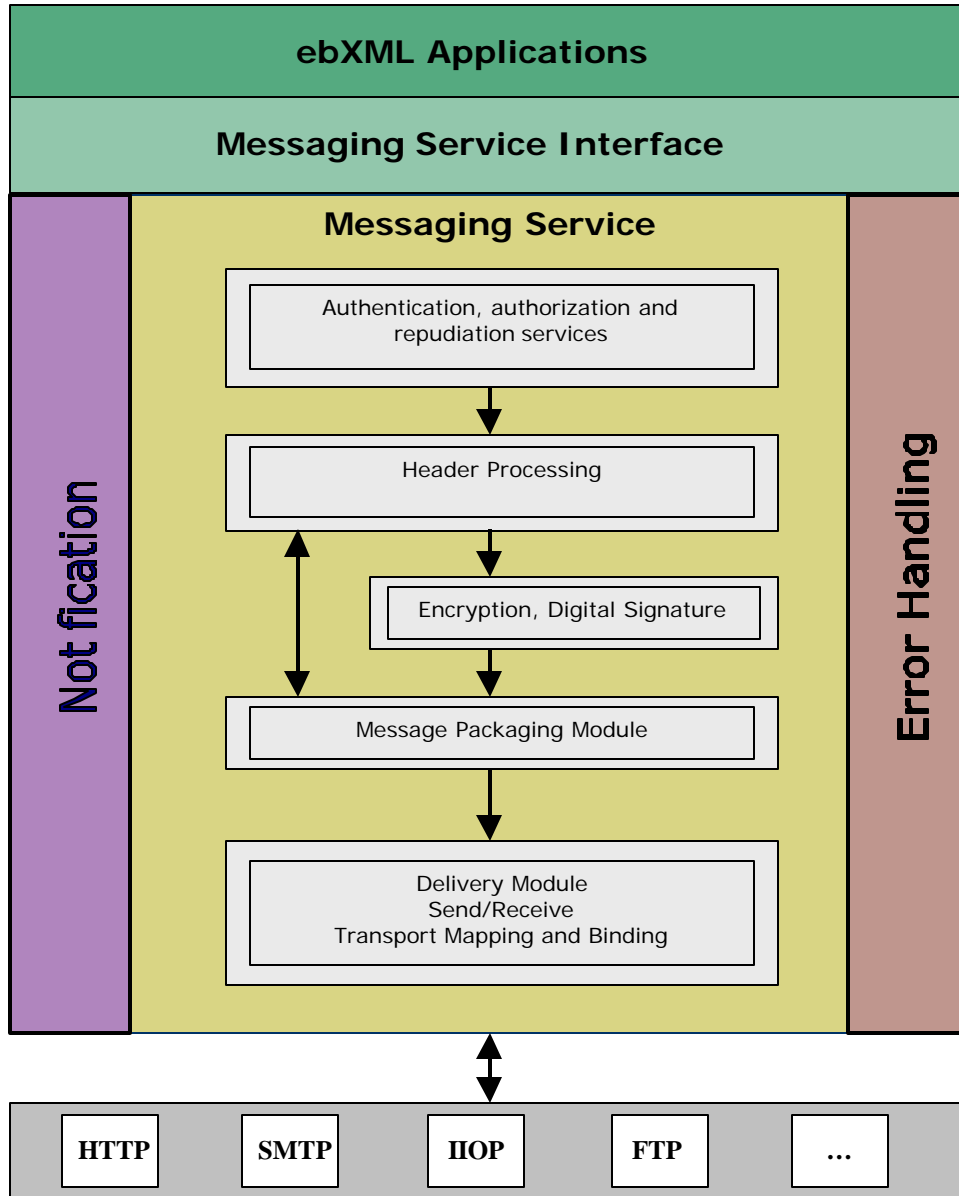 ebXML Applications
Messaging Service Interface
Messaging Service
Authentication, authorization and
repudiation services
Header Processing
Encryption, Digital Signature
Message Packaging Module
Delivery Module
Send/Receive
Transport Mapping and Binding
Not fication
Error Handling
HTTP
SMTP
IIOP
FTP
...